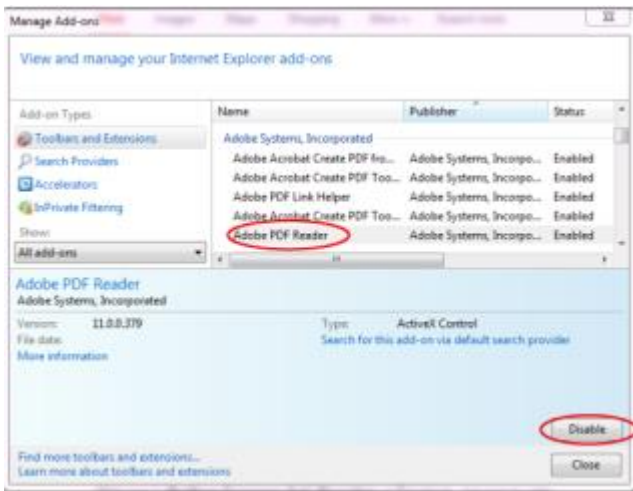 Manage Add-ons
View and manage your Internet Explorer add-ons
Add-on Types
Toolbars and Extensions
Search Providers
Accelerators
InPrivate Filtering
Show:
All add-ons
Name Publisher Status
Adobe Systems, Incorporated
Adobe Acrobat Create PDF fro... Adobe Systems, Incorpo... Enabled
Adobe Acrobat Create PDF Too... Adobe Systems, Incorpo... Enabled
Adobe PDF Link Helper Adobe Systems, Incorpo... Enabled
Adobe Acrobat Create PDF Too... Adobe Systems, Incorpo... Enabled
Adobe PDF Reader Adobe Systems, Incorpo... Enabled
Adobe PDF Reader
Adobe Systems, Incorporated
Version: 11.0.0.379 Type: ActiveX Control
File date: Search for this add-on via default search provider
More information
Disable
Find more toolbars and extensions...
Learn more about toolbars and extensions
Close